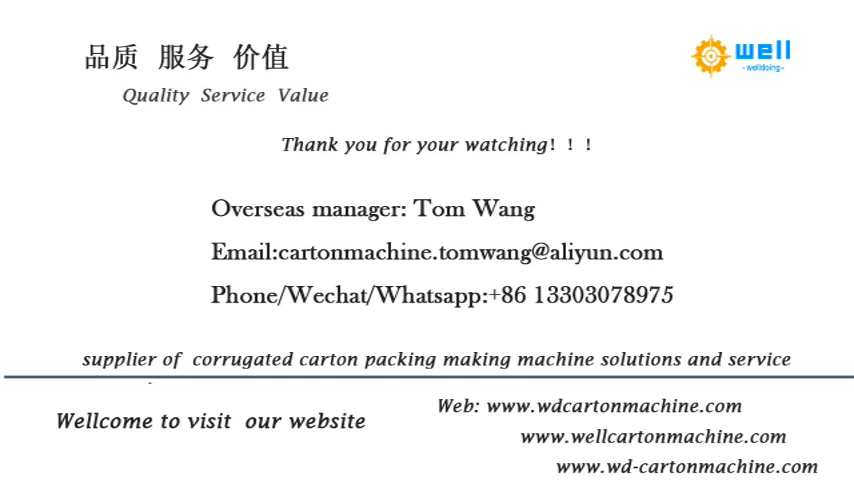 品质 服务 价值
well
-welldoing-
Quality Service Value
Thank you for your watching！！！
Overseas manager: Tom Wang
Email:cartonmachine.tomwang@aliyun.com
Phone/Wechat/Whatsapp:+86 13303078975
supplier of corrugated carton packing making machine solutions and service
Wellcome to visit our website
Web: www.wdcartonmachine.com
www.wellcartonmachine.com
www.wd-cartonmachine.com